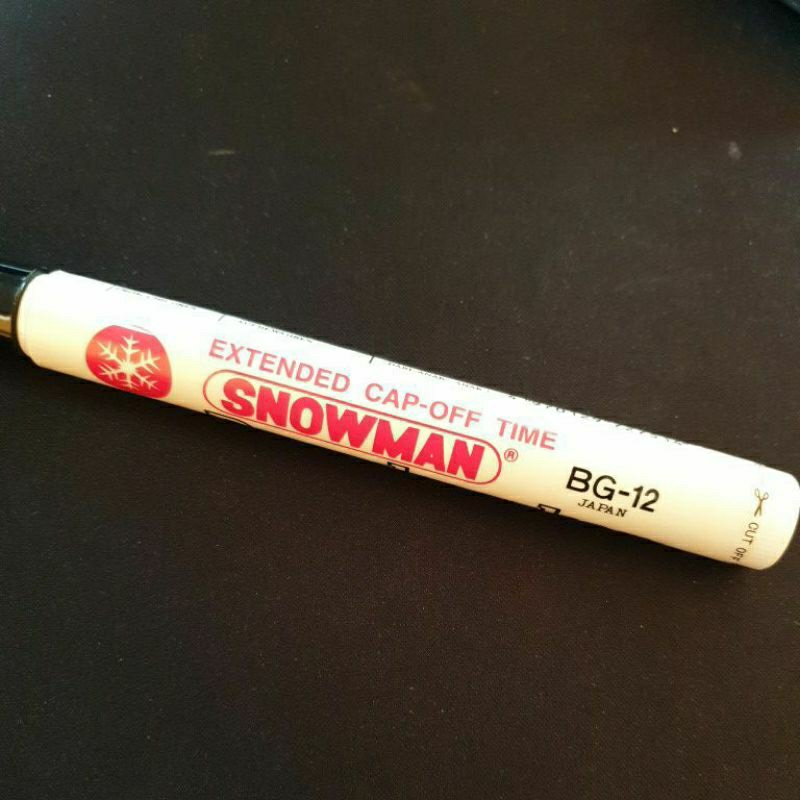 EXTENDED CAP-OFF TIME
SNOWMAN®
BG-12
JAPAN
CUT OFF